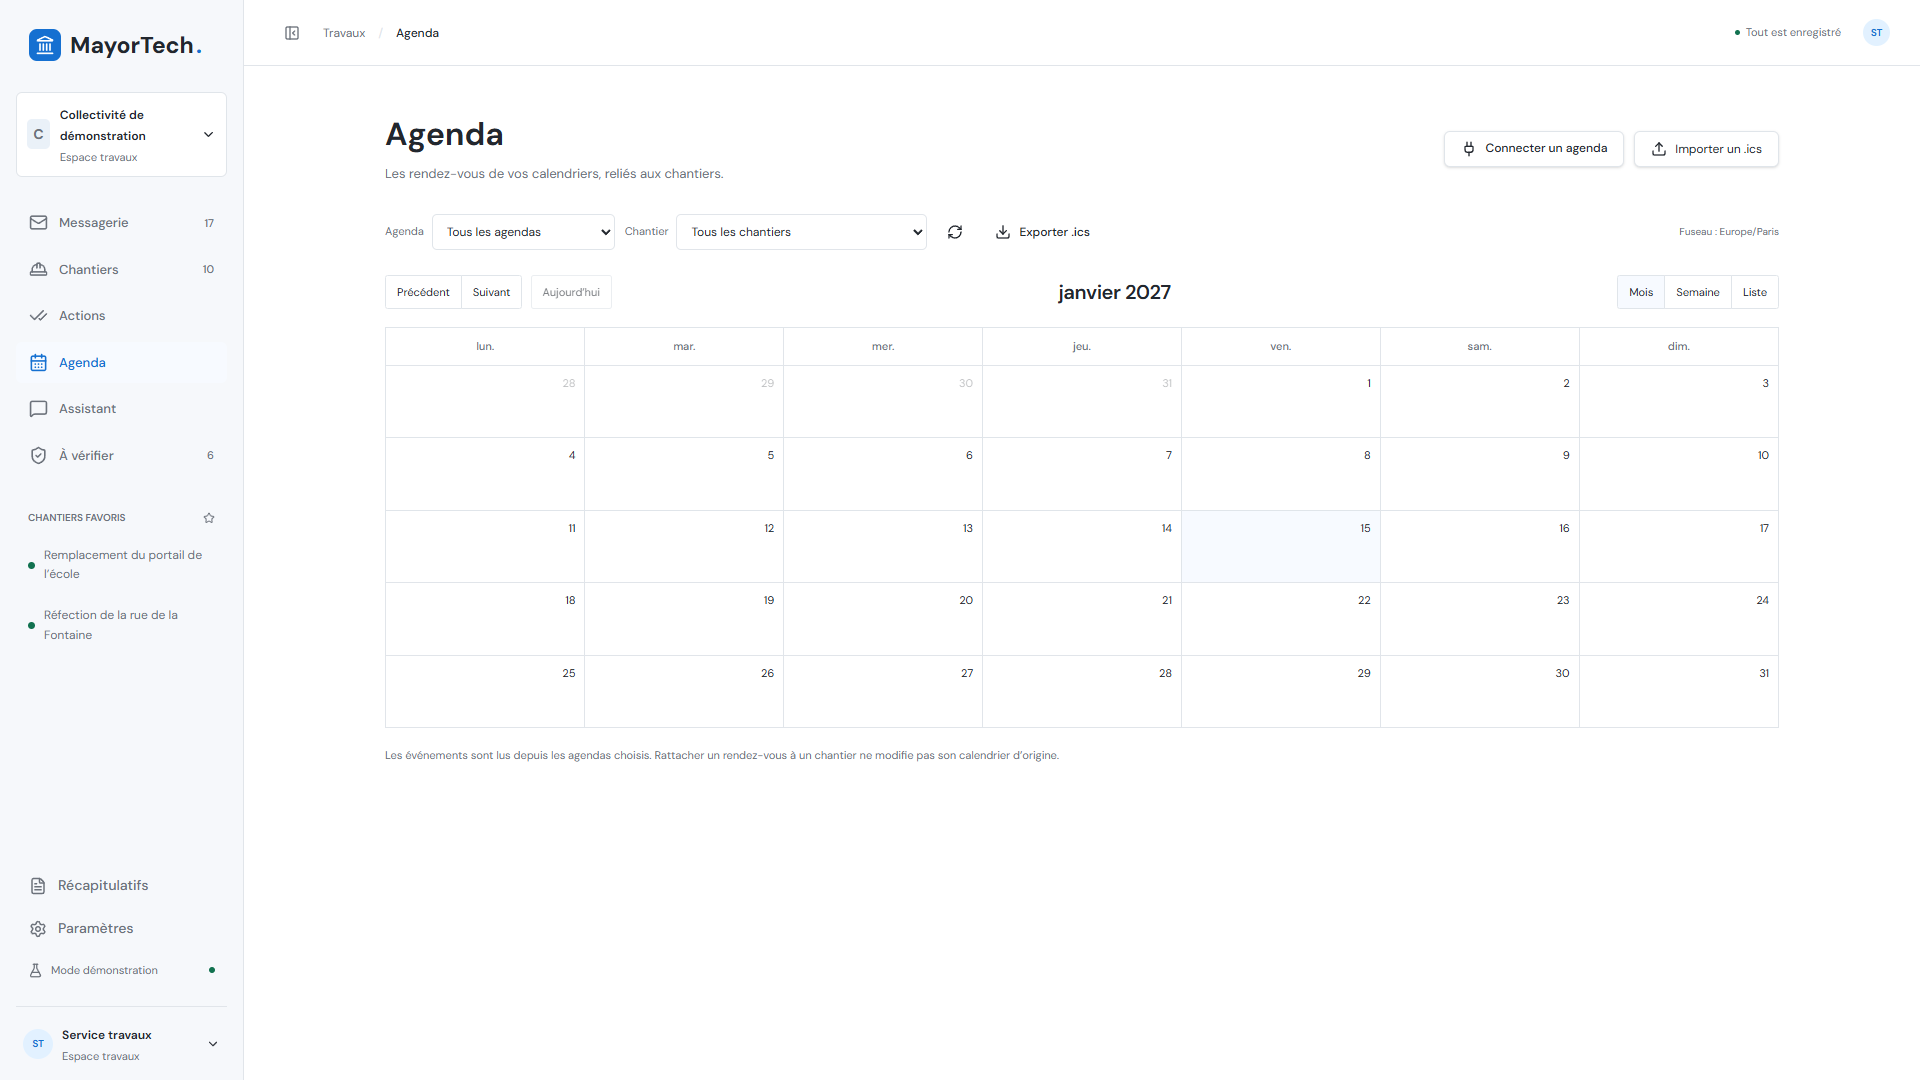 MayorTech.
Collectivité de
démonstration
Espace travaux
C
Messagerie 17
Chantiers 10
Actions
Agenda
Assistant
À vérifier 6
CHANTIERS FAVORIS
Remplacement du portail de
l’école
Réfection de la rue de la
Fontaine
Récapitulatifs
Paramètres
Mode démonstration
ST
Service travaux
Espace travaux
Travaux / Agenda
Tout est enregistré
ST
Agenda
Les rendez-vous de vos calendriers, reliés aux chantiers.
Connecter un agenda
Importer un .ics
Agenda Tous les agendas Chantier Tous les chantiers Exporter .ics
Fuseau : Europe/Paris
Précédent Suivant Aujourd’hui
janvier 2027
Mois Semaine Liste
lun. mar. mer. jeu. ven. sam. dim.
28 29 30 31 1 2 3
4 5 6 7 8 9 10
11 12 13 14 15 16 17
18 19 20 21 22 23 24
25 26 27 28 29 30 31
Les événements sont lus depuis les agendas choisis. Rattacher un rendez-vous à un chantier ne modifie pas son calendrier d’origine.